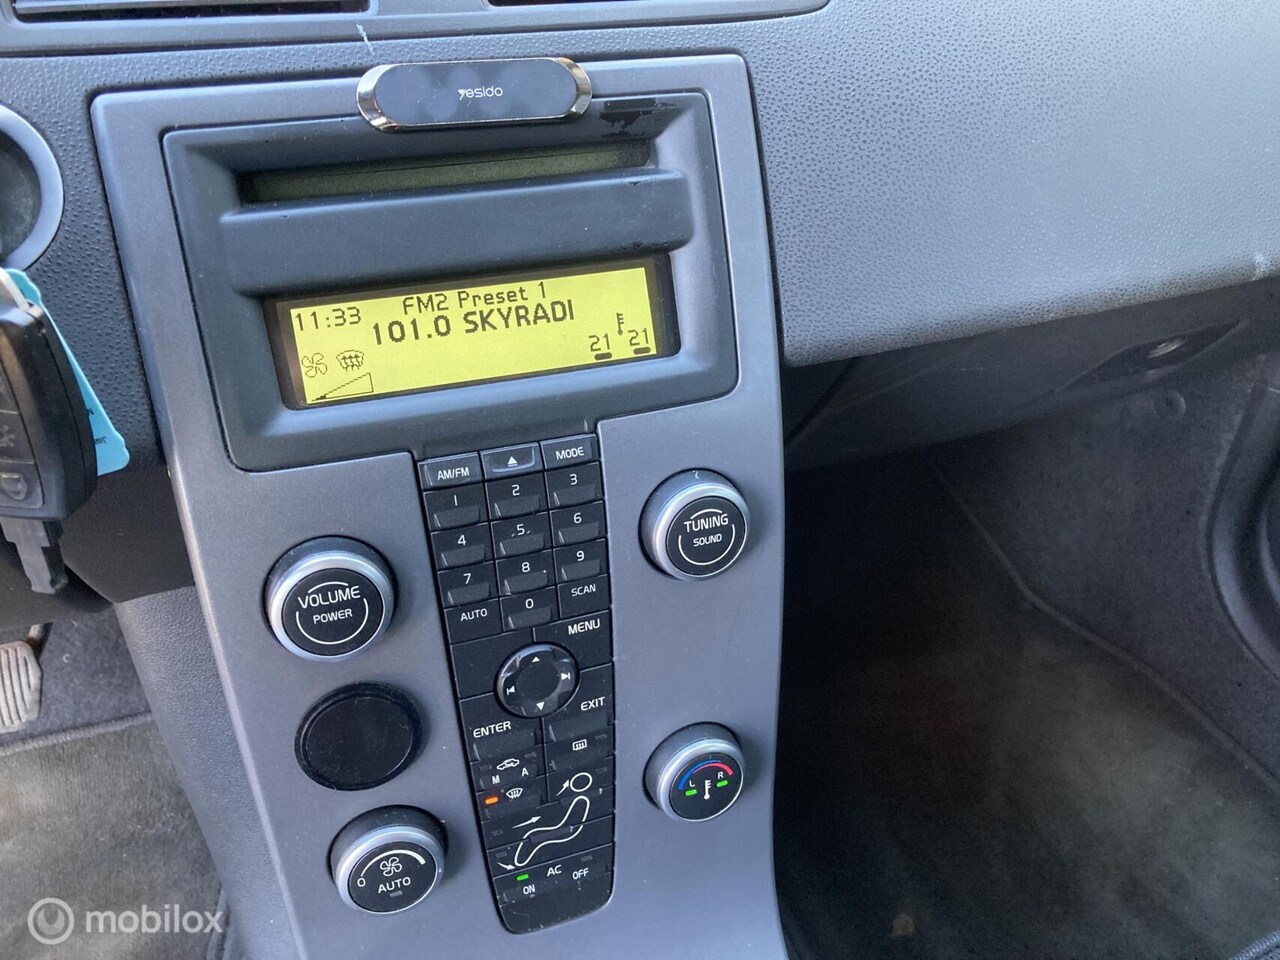 yesido
FM2 Preset 1
11:33
101.0 SKYRADI
21 21
AM/FM
MODE
1 2 3
4 5 6
7 8 9
AUTO 0 SCAN
TUNING
SOUND
VOLUME
POWER
MENU
ENTER
EXIT
M A
L R
0
AUTO
AC
ON OFF
mobilox